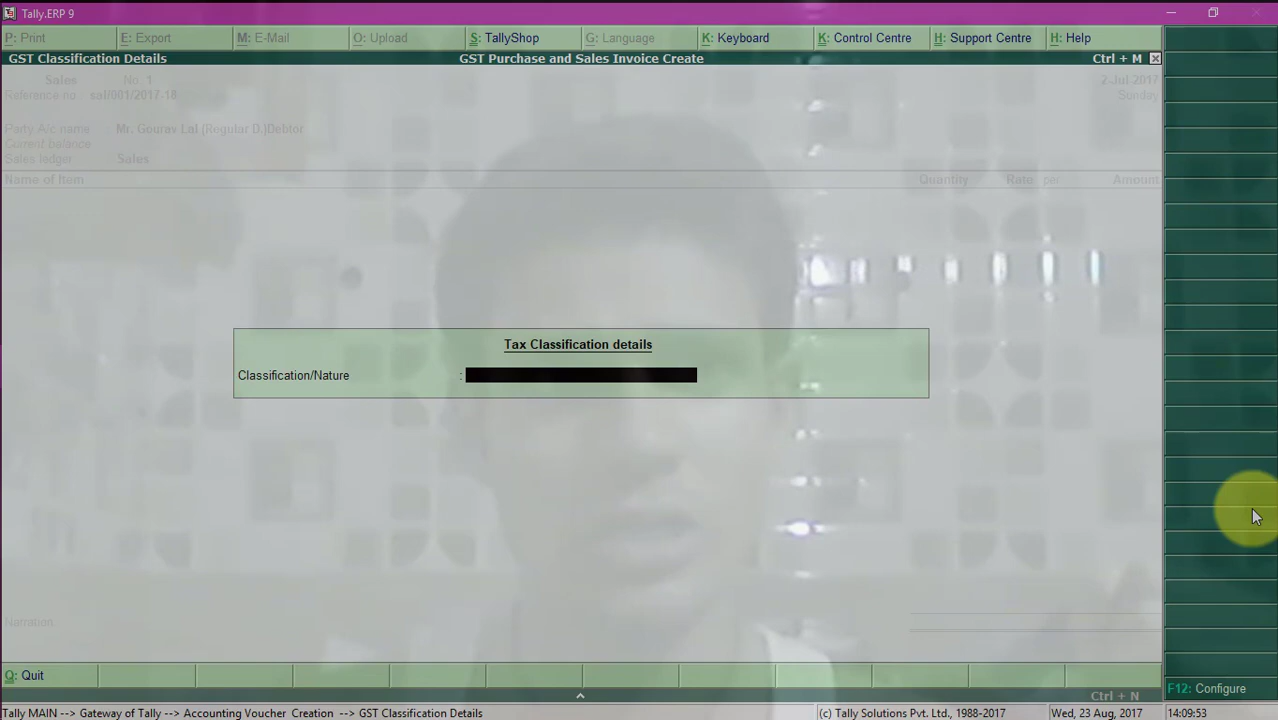 Tally.ERP 9
P: Print E: Export M: E-Mail O: Upload S: TallyShop G: Language K: Keyboard K: Control Centre H: Support Centre H: Help
GST Classification Details GST Purchase and Sales Invoice Create Ctrl + M
Sales No. 1 2-Jul-2017
Reference no sal/001/2017-18 Sunday
Party A/c name Mr. Gourav Lal (Rogular D.)Debtor
Current balance
Sales ledger Sales
Name of Item Quantity Rate per Amount
Tax Classification details
Classification/Nature :
Narration
Q: Quit
Ctrl + N
F12: Configure
Tally MAIN --> Gateway of Tally --> Accounting Voucher Creation --> GST Classification Details (c) Tally Solutions Pvt. Ltd., 1988-2017 Wed, 23 Aug, 2017 14:09:53